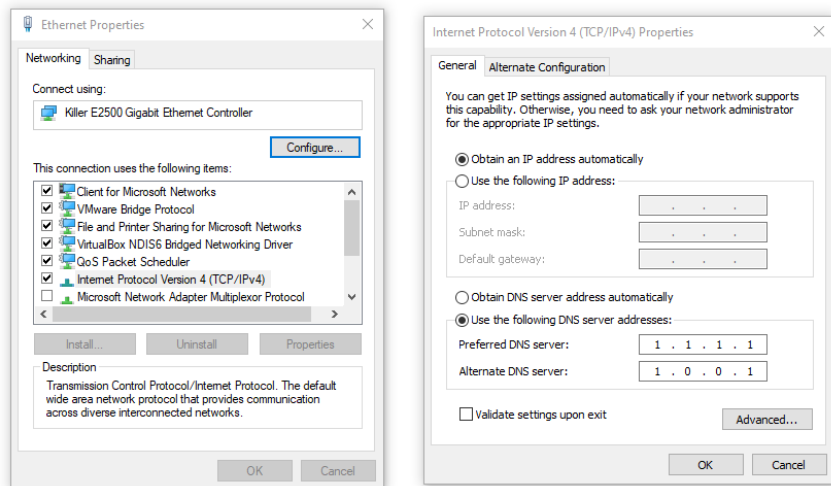 Ethernet Properties
Networking
Sharing
Connect using:
Killer E2500 Gigabit Ethernet Controller
Configure...
This connection uses the following items:
Client for Microsoft Networks
VMware Bridge Protocol
File and Printer Sharing for Microsoft Networks
VirtualBox NDIS6 Bridged Networking Driver
QoS Packet Scheduler
Internet Protocol Version 4 (TCP/IPv4)
Microsoft Network Adapter Multiplexor Protocol
Install...
Uninstall
Properties
Description
Transmission Control Protocol/Internet Protocol. The default
wide area network protocol that provides communication
across diverse interconnected networks.
OK
Cancel
Internet Protocol Version 4 (TCP/IPv4) Properties
General
Alternate Configuration
You can get IP settings assigned automatically if your network supports
this capability. Otherwise, you need to ask your network administrator
for the appropriate IP settings.
Obtain an IP address automatically
Use the following IP address:
IP address:
. . .
Subnet mask:
. . .
Default gateway:
. . .
Obtain DNS server address automatically
Use the following DNS server addresses:
Preferred DNS server:
1 . 1 . 1 . 1
Alternate DNS server:
1 . 0 . 0 . 1
Validate settings upon exit
Advanced...
OK
Cancel